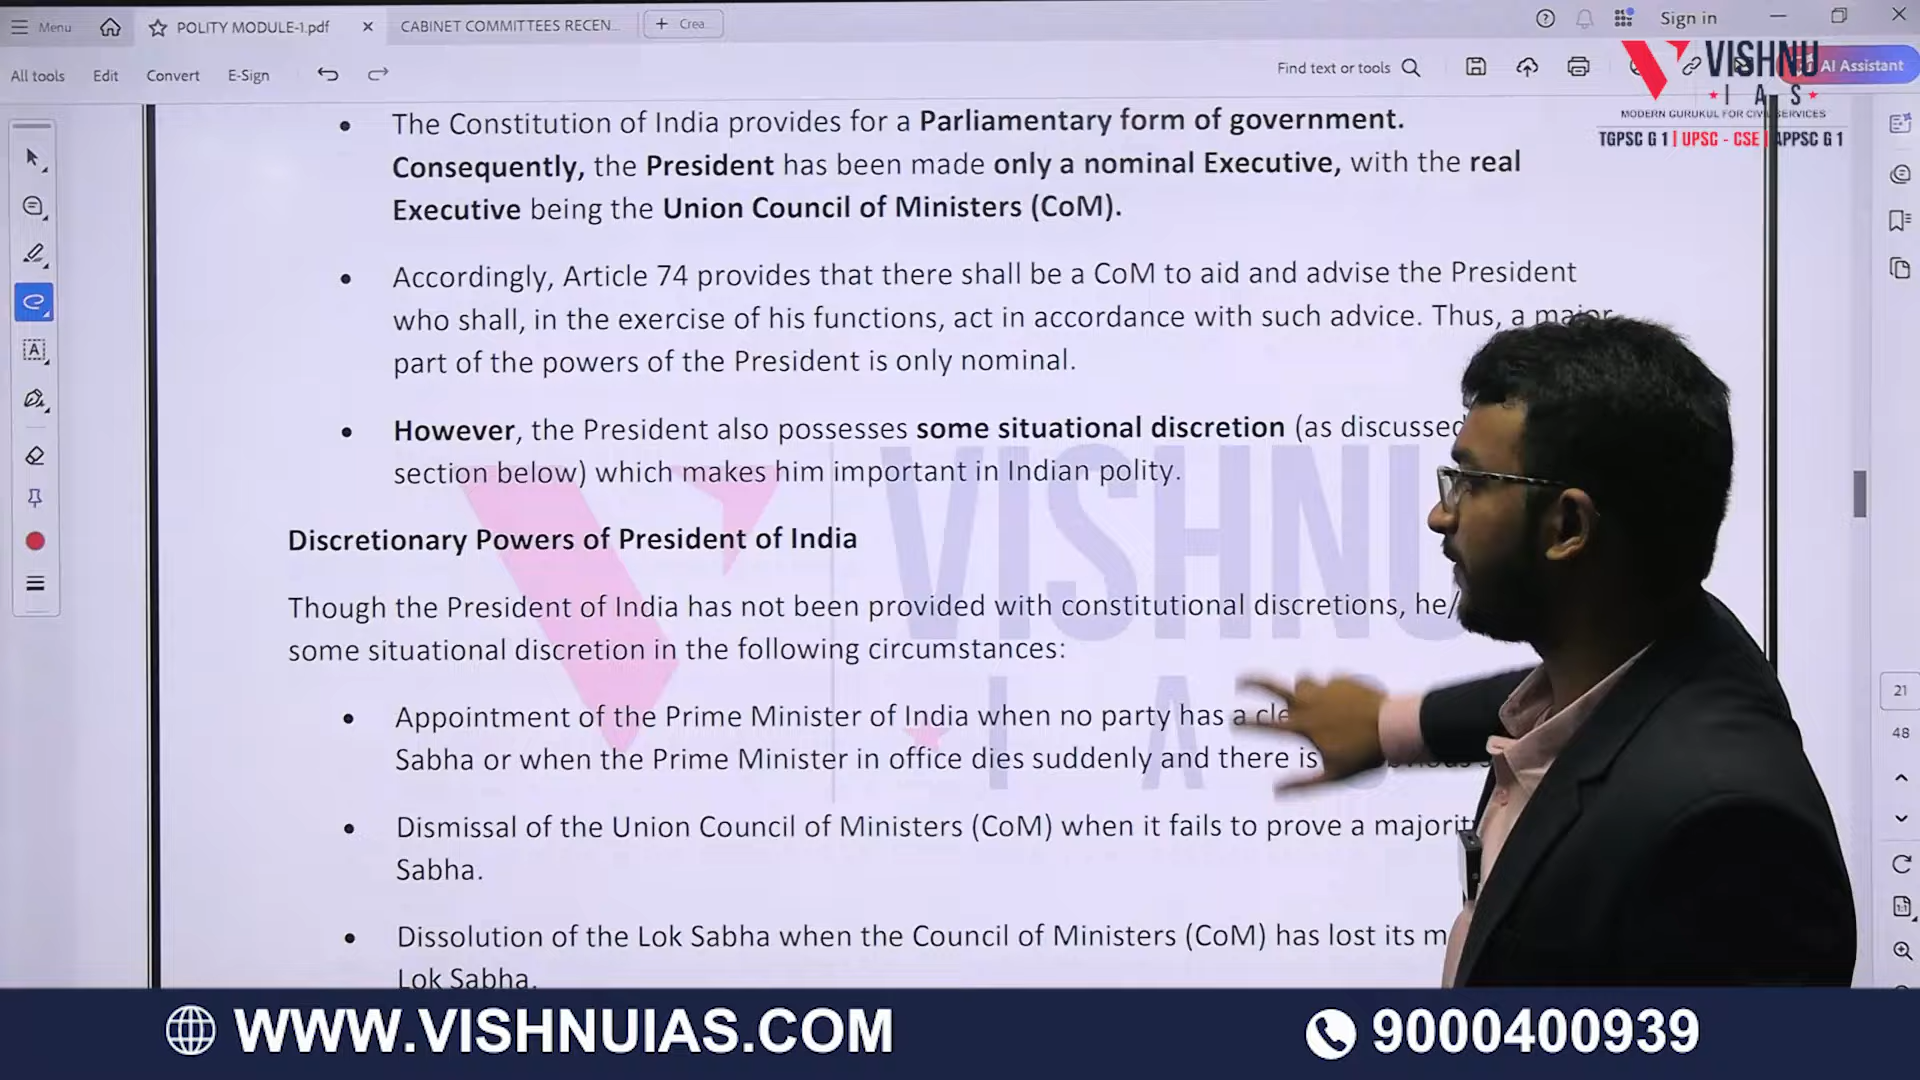 Menu
POLITY MODULE-1.pdf
CABINET COMMITTEES RECEN...
Crea...
Sign in
All tools
Edit
Convert
E-Sign
Find text or tools
AI Assistant
VISHNU
I A S
MODERN GURUKUL FOR CIVIL SERVICES
TGPSC G 1 | UPSC - CSE | APPSC G 1
• The Constitution of India provides for a Parliamentary form of government.
Consequently, the President has been made only a nominal Executive, with the real
Executive being the Union Council of Ministers (CoM).
• Accordingly, Article 74 provides that there shall be a CoM to aid and advise the President
who shall, in the exercise of his functions, act in accordance with such advice. Thus, a major
part of the powers of the President is only nominal.
• However, the President also possesses some situational discretion (as discussed
section below) which makes him important in Indian polity.
Discretionary Powers of President of India
Though the President of India has not been provided with constitutional discretions, he/
some situational discretion in the following circumstances:
• Appointment of the Prime Minister of India when no party has a
Sabha or when the Prime Minister in office dies suddenly and there is
• Dismissal of the Union Council of Ministers (CoM) when it fails to prove a
Sabha.
• Dissolution of the Lok Sabha when the Council of Ministers (CoM) has lost its
Lok Sabha.
VISHNU
I A S
21
48
WWW.VISHNUIAS.COM
9000400939